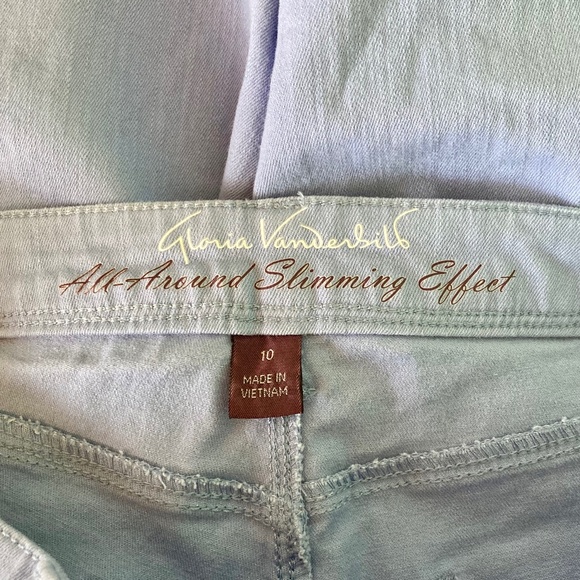 Gloria Vanderbilt
All-Around Slimming Effect
10
MADE IN
VIETNAM